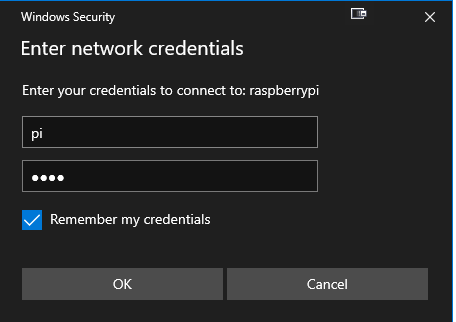 Windows Security
Enter network credentials
Enter your credentials to connect to: raspberrypi
pi
●●●●
Remember my credentials
OK
Cancel